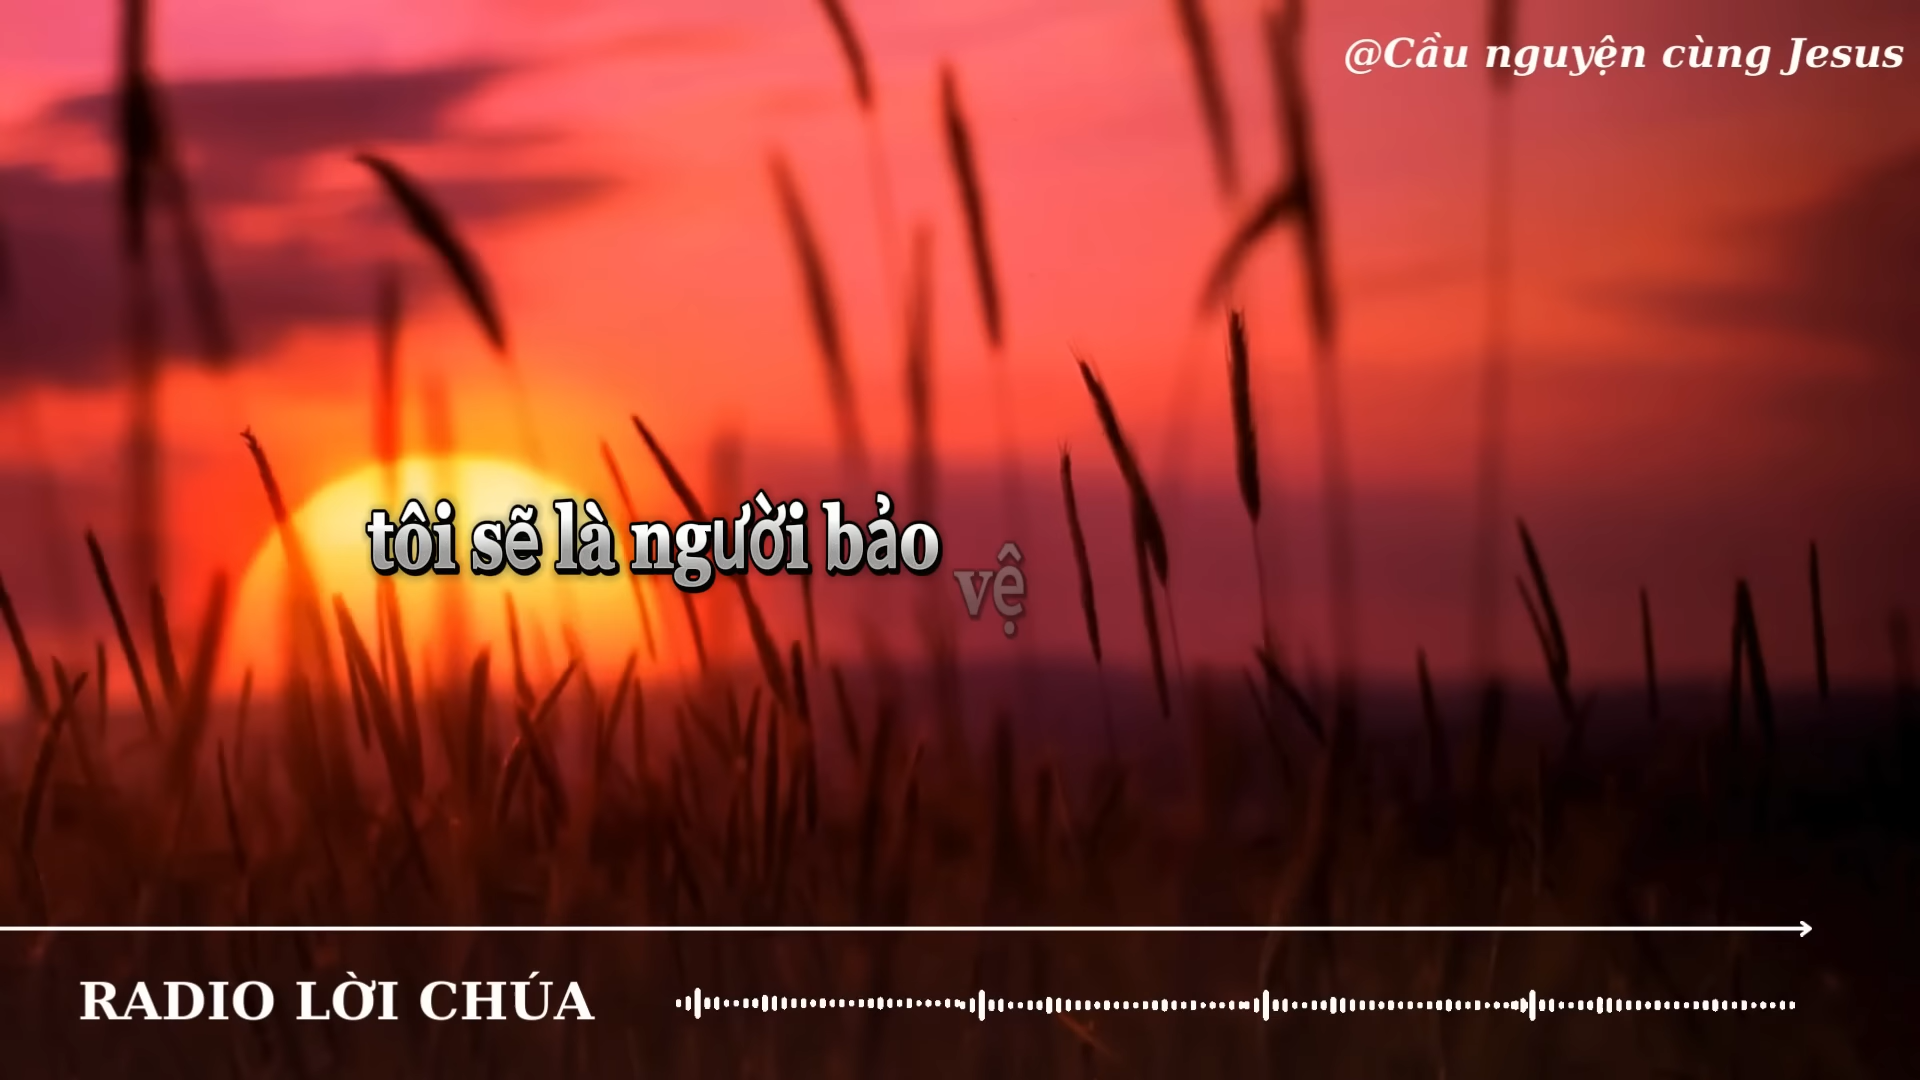 @Cầu nguyện cùng Jesus
tôi sẽ là người bảo vệ
RADIO LỜI CHÚA